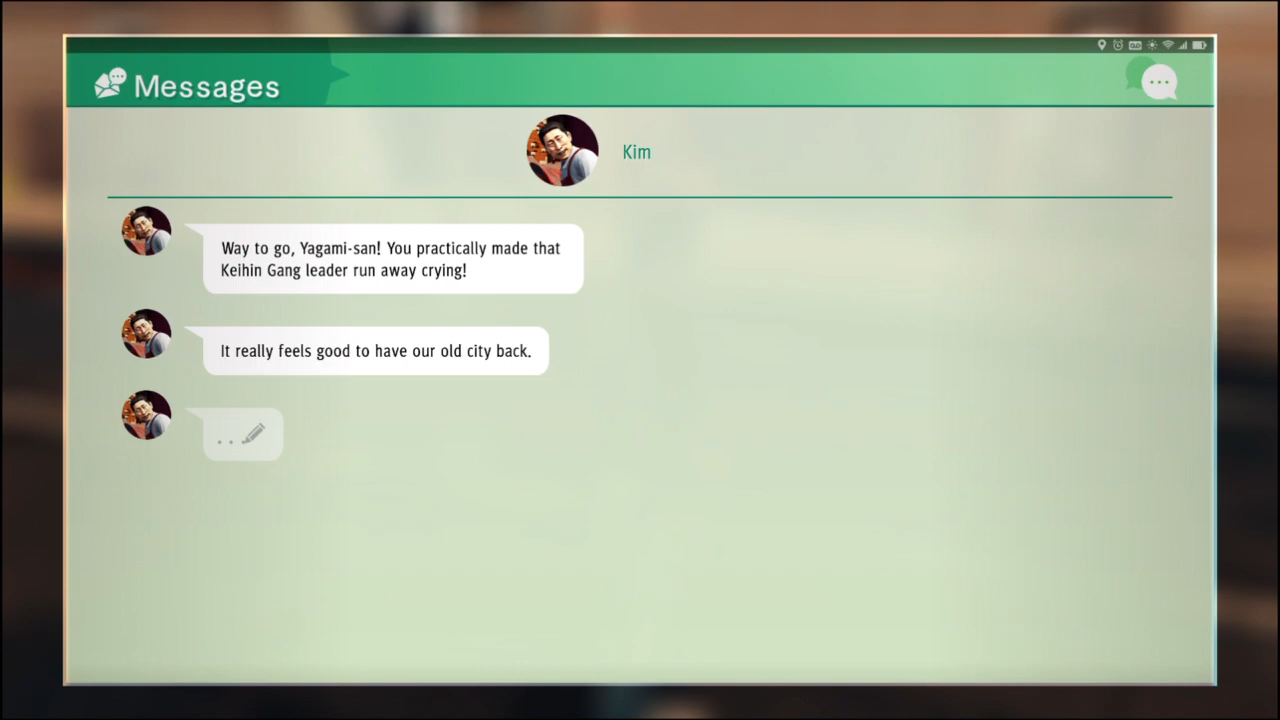 Messages
Kim
Way to go, Yagami-san! You practically made that
Keihin Gang leader run away crying!
It really feels good to have our old city back.